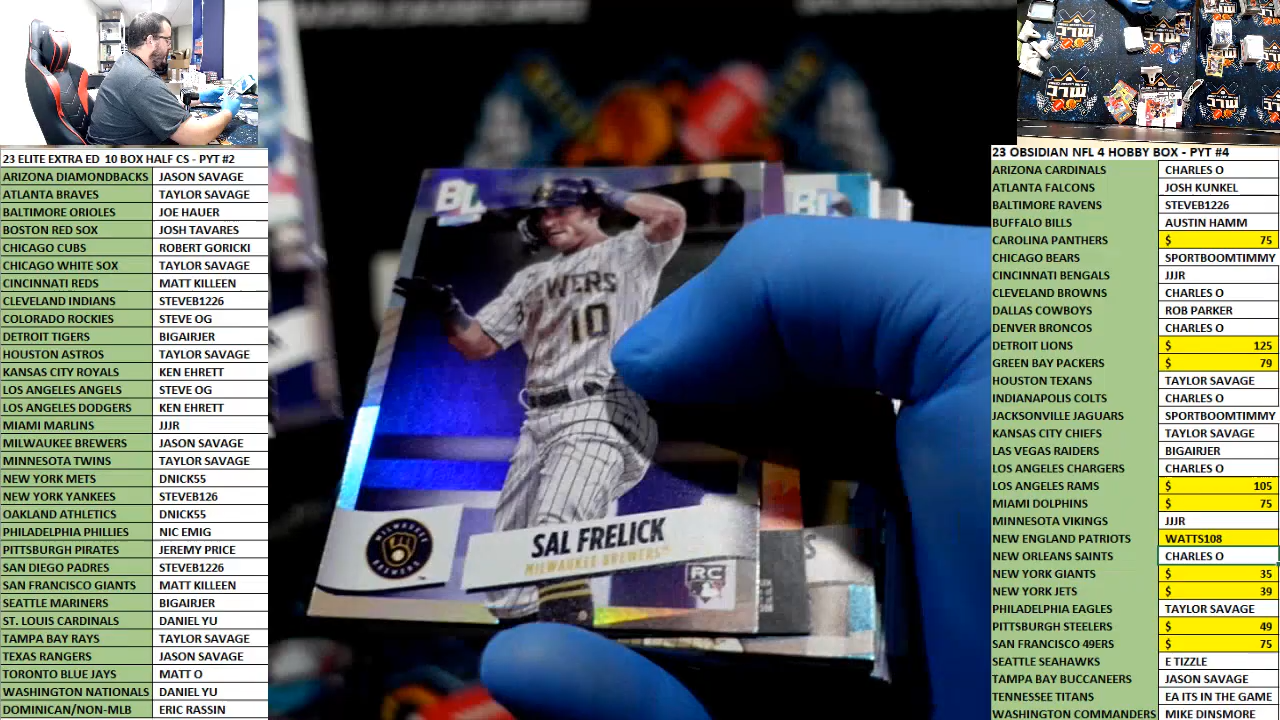 23 ELITE EXTRA ED 10 BOX HALF CS - PYT #2
ARIZONA DIAMONDBACKS JASON SAVAGE
ATLANTA BRAVES TAYLOR SAVAGE
BALTIMORE ORIOLES JOE HAUER
BOSTON RED SOX JOSH TAVARES
CHICAGO CUBS ROBERT GORICKI
CHICAGO WHITE SOX TAYLOR SAVAGE
CINCINNATI REDS MATT KILLEEN
CLEVELAND INDIANS STEVEB1226
COLORADO ROCKIES STEVE OG
DETROIT TIGERS BIGAIRJER
HOUSTON ASTROS TAYLOR SAVAGE
KANSAS CITY ROYALS KEN EHRETT
LOS ANGELES ANGELS STEVE OG
LOS ANGELES DODGERS KEN EHRETT
MIAMI MARLINS JJJR
MILWAUKEE BREWERS JASON SAVAGE
MINNESOTA TWINS TAYLOR SAVAGE
NEW YORK METS DNICK55
NEW YORK YANKEES STEVEB126
OAKLAND ATHLETICS DNICK55
PHILADELPHIA PHILLIES NIC EMIG
PITTSBURGH PIRATES JEREMY PRICE
SAN DIEGO PADRES STEVEB1226
SAN FRANCISCO GIANTS MATT KILLEEN
SEATTLE MARINERS BIGAIRJER
ST. LOUIS CARDINALS DANIEL YU
TAMPA BAY RAYS TAYLOR SAVAGE
TEXAS RANGERS JASON SAVAGE
TORONTO BLUE JAYS MATT O
WASHINGTON NATIONALS DANIEL YU
DOMINICAN/NON-MLB ERIC RASSIN
BL
BL
WERS
10
MILWAUKEE
BREWERS
SAL FRELICK
MILWAUKEE BREWERS
RC
WLC
WLC
WLC
WLC
23 OBSIDIAN NFL 4 HOBBY BOX - PYT #4
ARIZONA CARDINALS CHARLES O
ATLANTA FALCONS JOSH KUNKEL
BALTIMORE RAVENS STEVEB1226
BUFFALO BILLS AUSTIN HAMM
CAROLINA PANTHERS $ 75
CHICAGO BEARS SPORTBOOMTIMMY
CINCINNATI BENGALS JJJR
CLEVELAND BROWNS CHARLES O
DALLAS COWBOYS ROB PARKER
DENVER BRONCOS CHARLES O
DETROIT LIONS $ 125
GREEN BAY PACKERS $ 79
HOUSTON TEXANS TAYLOR SAVAGE
INDIANAPOLIS COLTS CHARLES O
JACKSONVILLE JAGUARS SPORTBOOMTIMMY
KANSAS CITY CHIEFS TAYLOR SAVAGE
LAS VEGAS RAIDERS BIGAIRJER
LOS ANGELES CHARGERS CHARLES O
LOS ANGELES RAMS $ 105
MIAMI DOLPHINS $ 75
MINNESOTA VIKINGS JJJR
NEW ENGLAND PATRIOTS WATTS108
NEW ORLEANS SAINTS CHARLES O
NEW YORK GIANTS $ 35
NEW YORK JETS $ 39
PHILADELPHIA EAGLES TAYLOR SAVAGE
PITTSBURGH STEELERS $ 49
SAN FRANCISCO 49ERS $ 75
SEATTLE SEAHAWKS E TIZZLE
TAMPA BAY BUCCANEERS JASON SAVAGE
TENNESSEE TITANS EA ITS IN THE GAME
WASHINGTON COMMANDERS MIKE DINSMORE